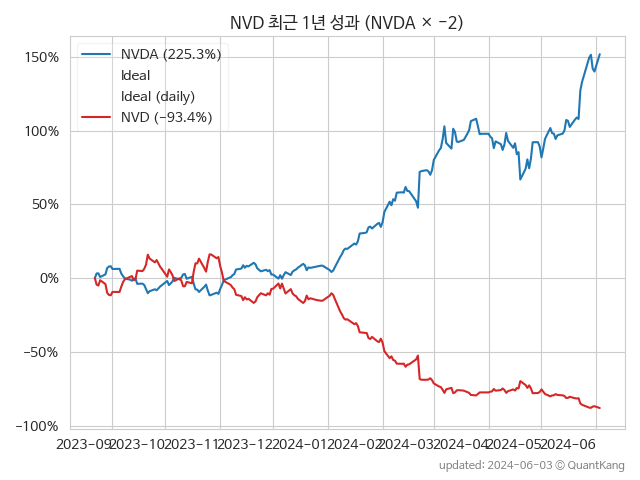 NVD 최근 1년 성과 (NVDA × −2)
NVDA (225.3%)
Ideal
Ideal (daily)
NVD (−93.4%)
150%
100%
50%
0%
−50%
−100%
2023-09 2023-10 2023-11 2023-12 2024-01 2024-02 2024-03 2024-04 2024-05 2024-06
updated: 2024-06-03 © QuantKang